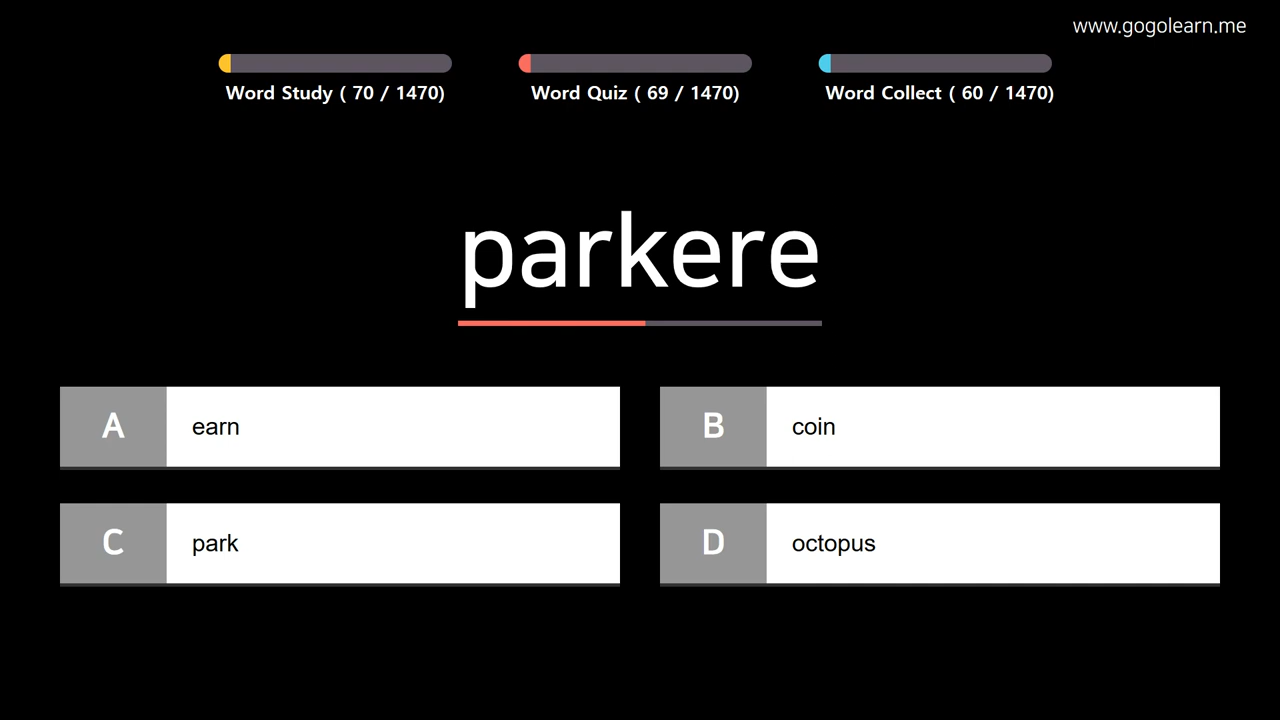 www.gogolearn.me
Word Study ( 70 / 1470)
Word Quiz ( 69 / 1470)
Word Collect ( 60 / 1470)
parkere
A earn
B coin
C park
D octopus